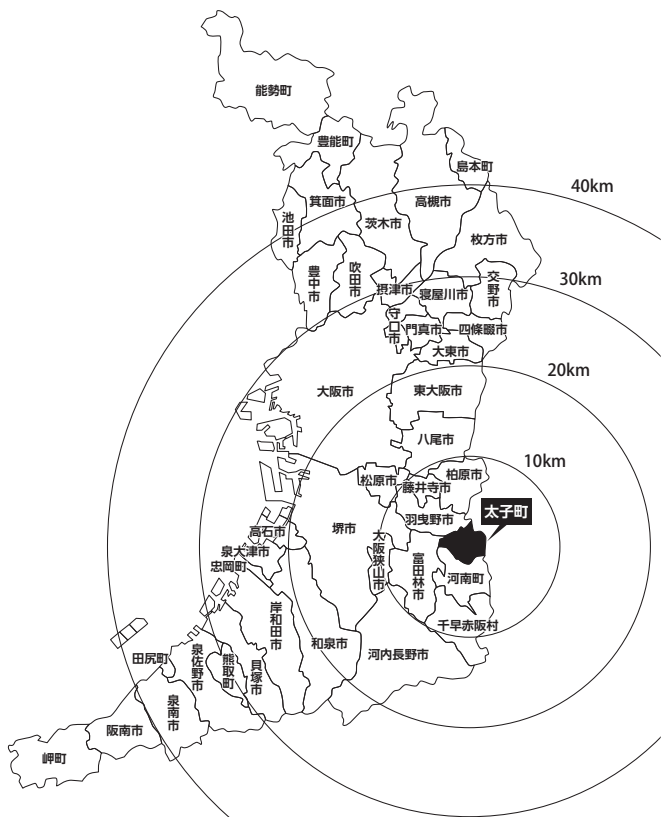 能勢町
豊能町
島本町
40km
箕面市
高槻市
池田市
茨木市
枚方市
30km
豊中市
吹田市
摂津市
寝屋川市
交野市
守口市
門真市
四條畷市
大東市
20km
大阪市
東大阪市
八尾市
10km
柏原市
松原市
藤井寺市
太子町
羽曳野市
高石市
堺市
大阪狭山市
泉大津市
富田林市
忠岡町
河南町
岸和田市
千早赤阪村
和泉市
河内長野市
田尻町
泉佐野市
熊取町
貝塚市
泉南市
阪南市
岬町